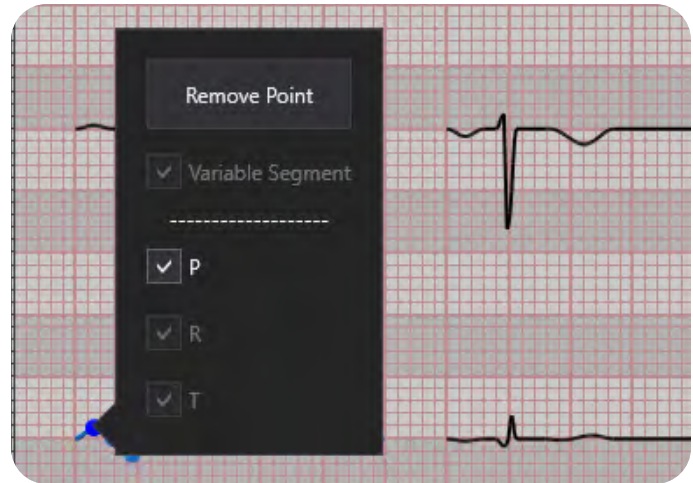 Remove Point
Variable Segment
-------------------
P
R
T